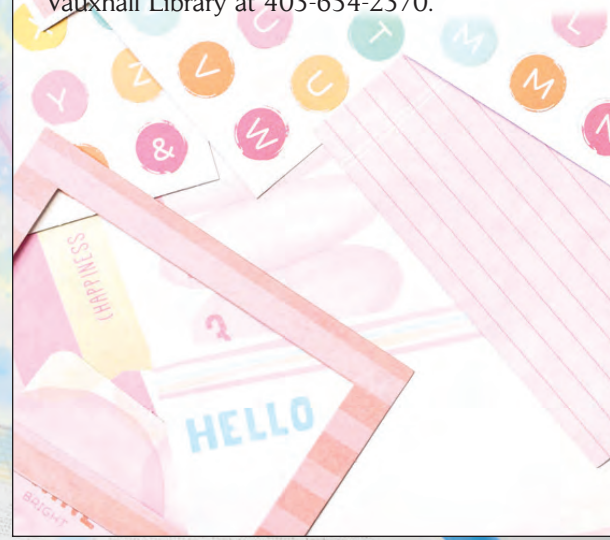 Vauxhall Library at 403-654-2370.
U T M L
V U M
Y & W
HAPPINESS
HELLO
BRIGHT